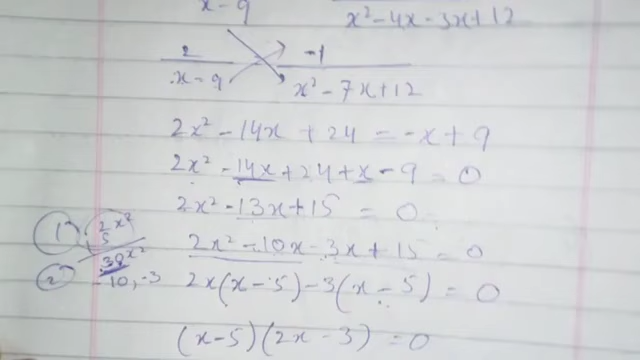 x-9 x²-4x-3x+12
2 -1
x-9 x²-7x+12
2x²-14x+24=-x+9
2x²-14x+24+x-9=0
2x²-13x+15=0
1 2x²
5
2x²-10x-3x+15=0
2 30x²
-10,-3 2x(x-5)-3(x-5)=0
(x-5)(2x-3)=0